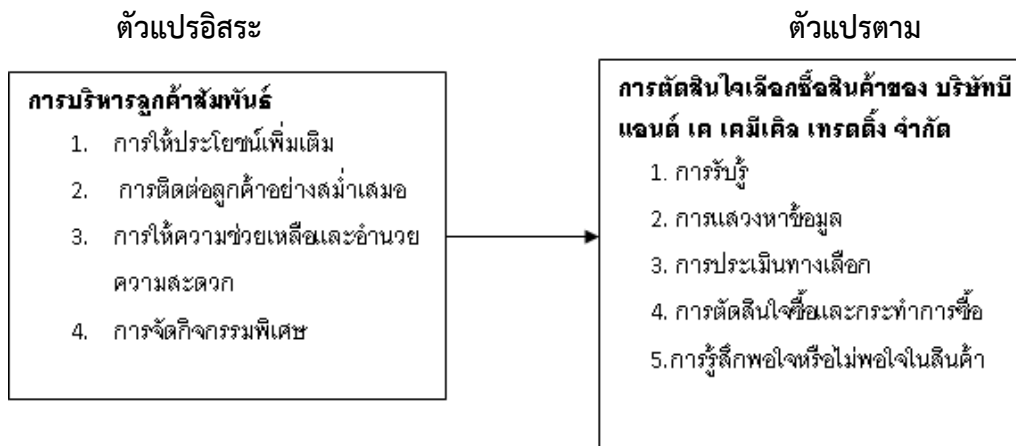 ตัวแปรอิสระ
ตัวแปรตาม
การบริหารลูกค้าสัมพันธ์
1. การให้ประโยชน์เพิ่มเติม
2. การติดต่อลูกค้าอย่างสม่ำเสมอ
3. การให้ความช่วยเหลือและอำนวย
ความสะดวก
4. การจัดกิจกรรมพิเศษ
การตัดสินใจเลือกซื้อสินค้าของ บริษัทบี
แอนด์ เค เคมีเคิล เทรดดิ้ง จำกัด
1. การรับรู้
2. การแสวงหาข้อมูล
3. การประเมินทางเลือก
4. การตัดสินใจซื้อและกระทำการซื้อ
5.การรู้สึกพอใจหรือไม่พอใจในสินค้า